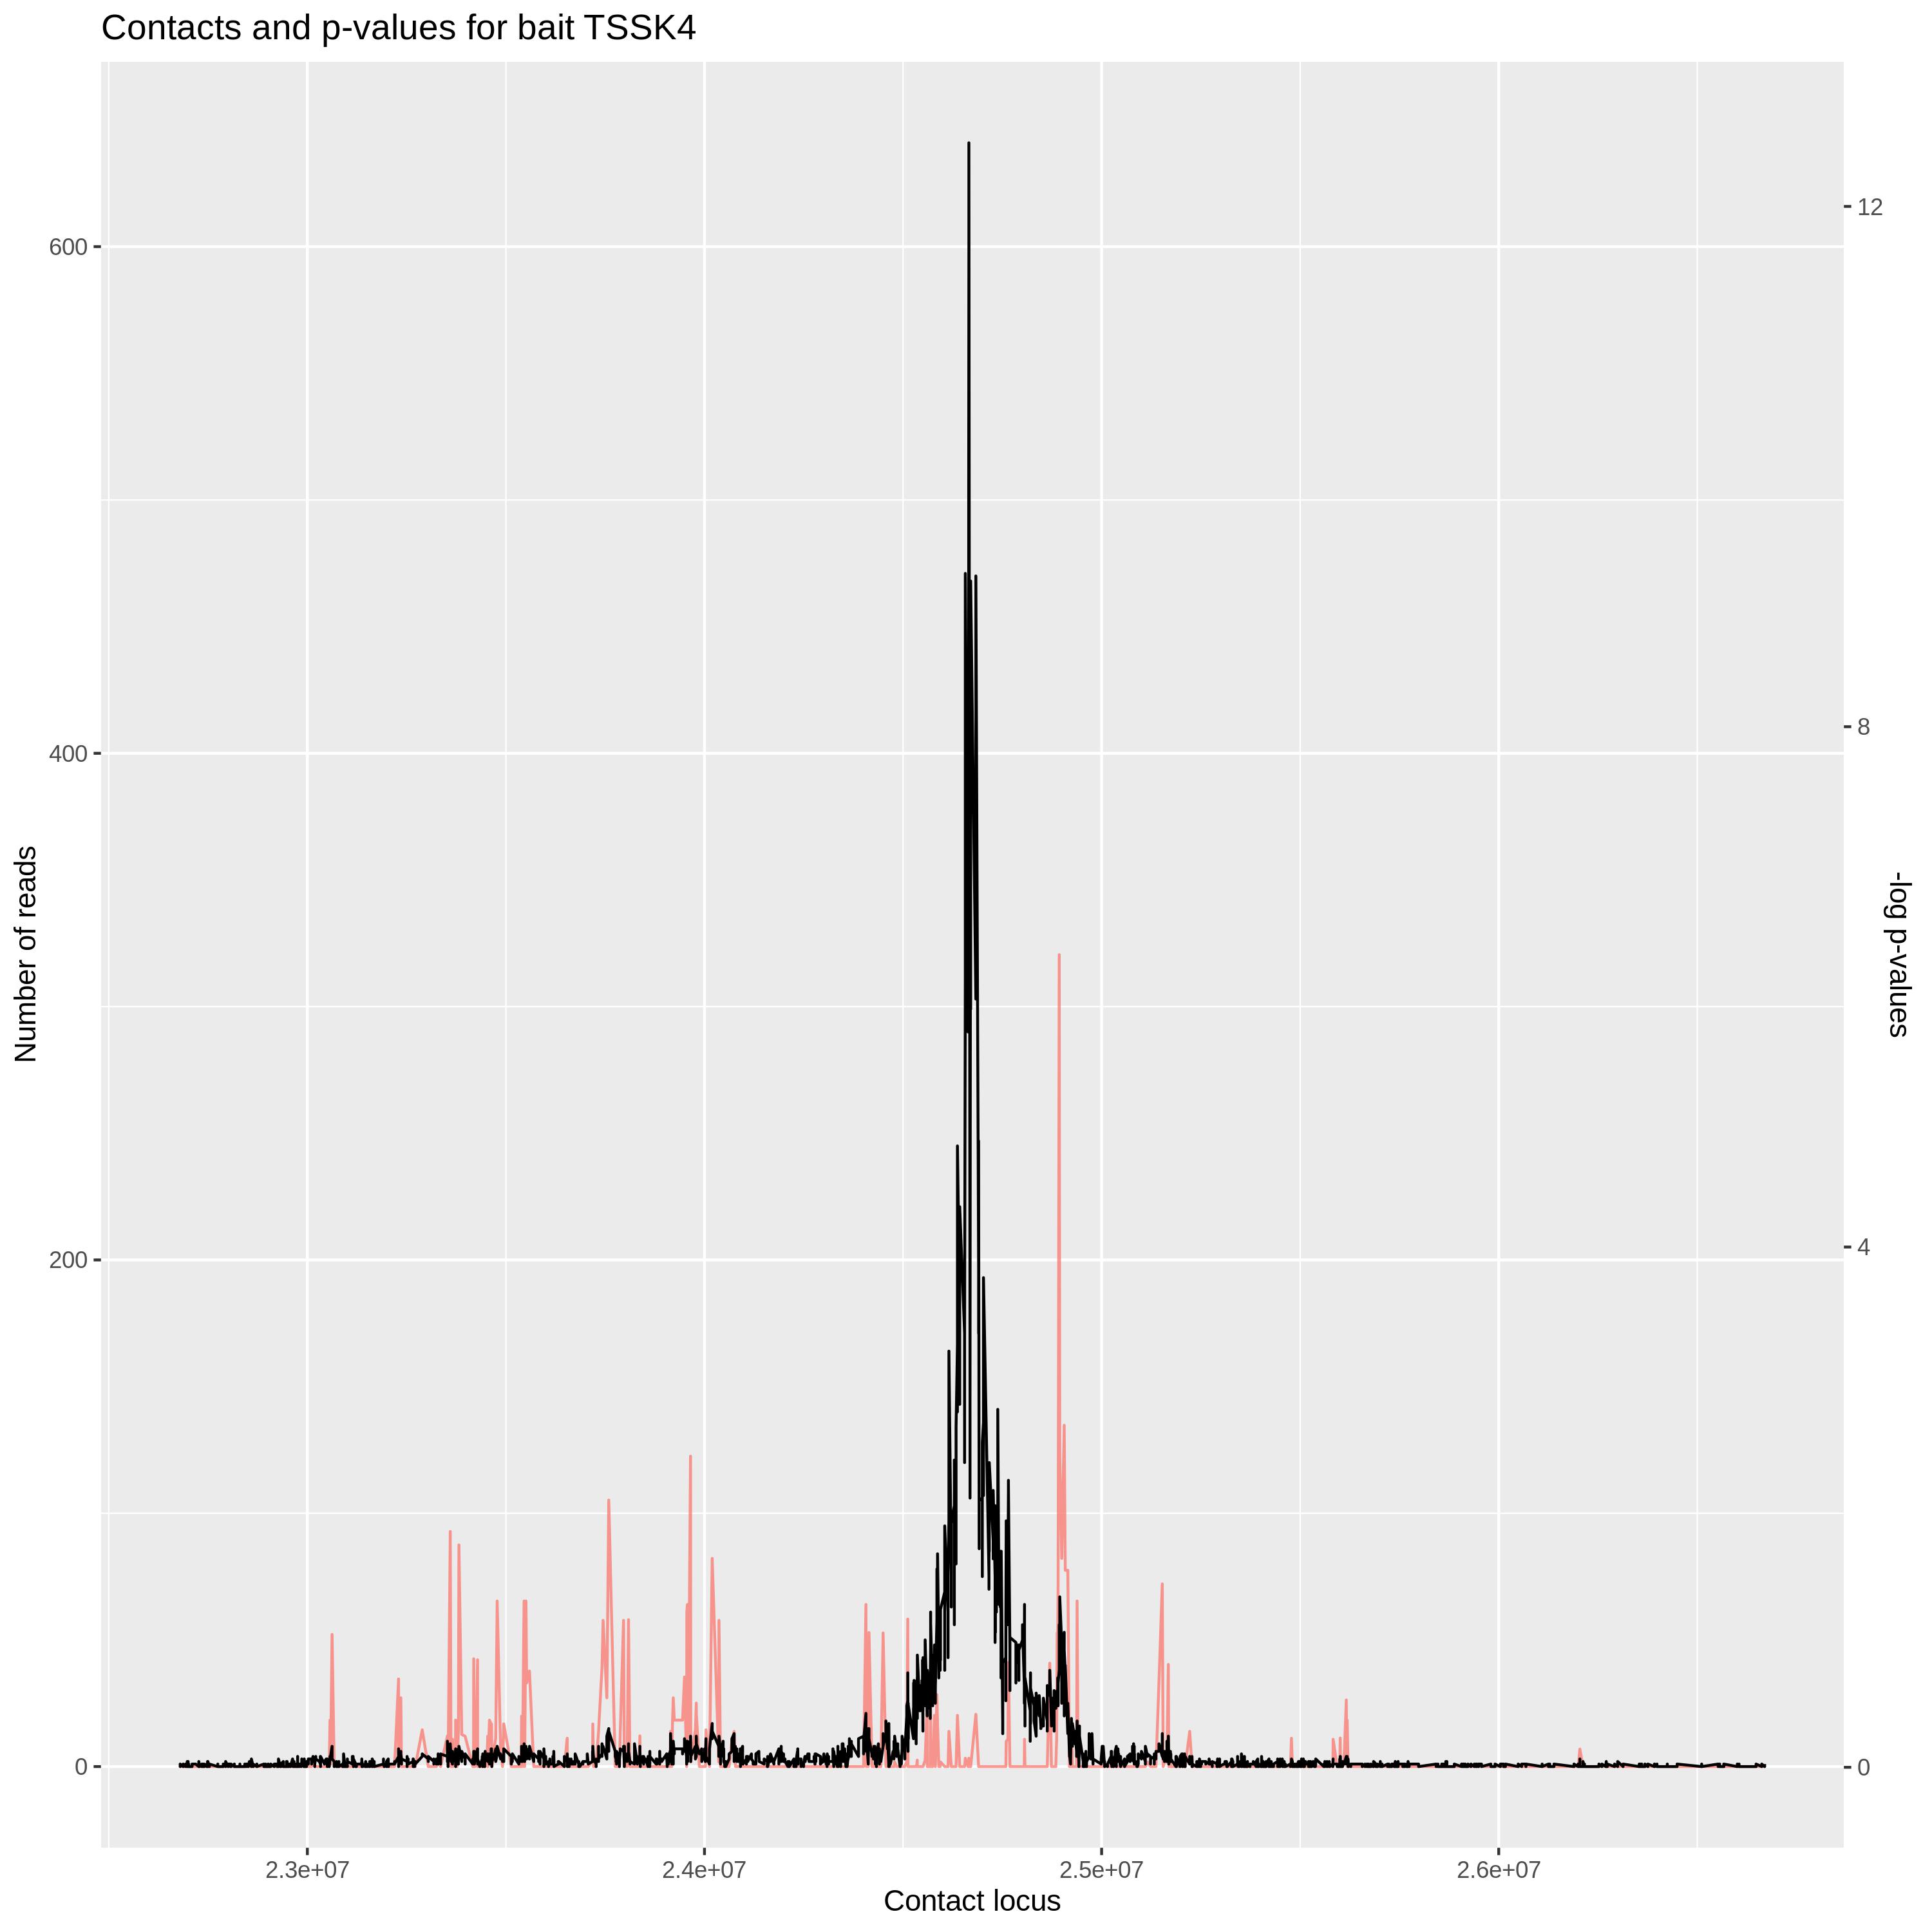 Contacts and p-values for bait TSSK4
600
400
200
0
12
8
4
0
Number of reads
-log p-values
2.3e+07
2.4e+07
2.5e+07
2.6e+07
Contact locus